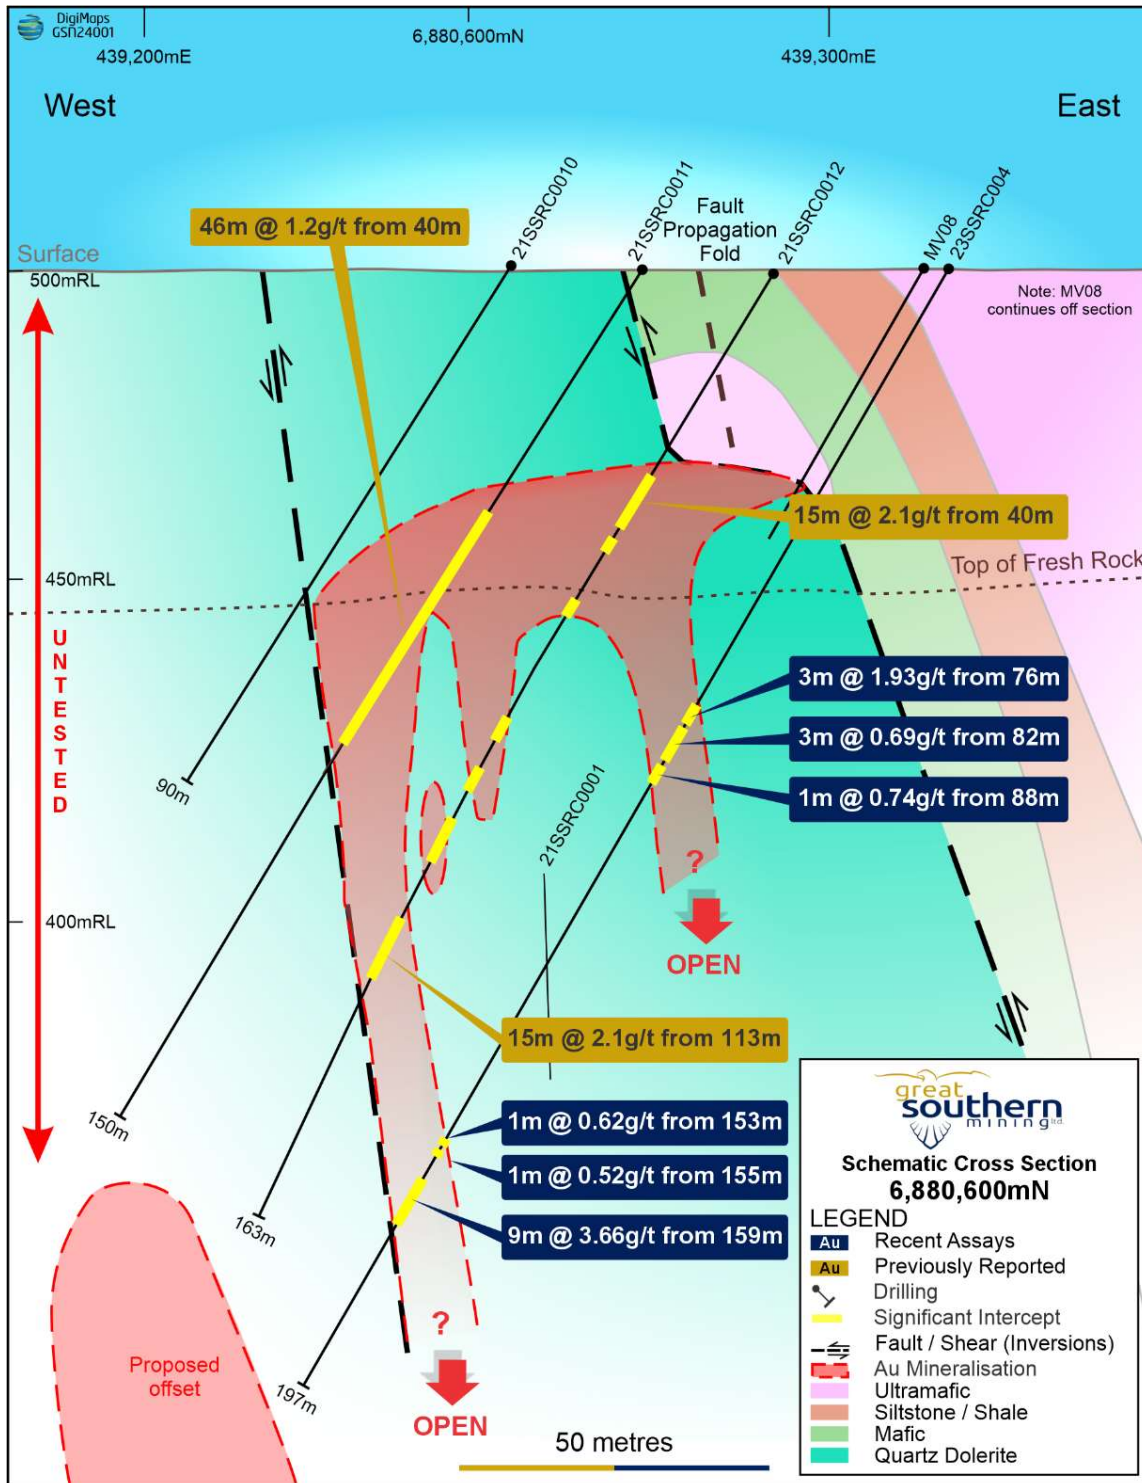 DigiMaps
GSN24001
439,200mE
6,880,600mN
439,300mE
West
East
21SSRC0010
21SSRC0011
21SSRC0012
MV08
23SSRC004
Fault
Propagation
Fold
46m @ 1.2g/t from 40m
Surface
500mRL
Note: MV08
continues off section
15m @ 2.1g/t from 40m
Top of Fresh Rock
450mRL
UNTESTED
3m @ 1.93g/t from 76m
3m @ 0.69g/t from 82m
1m @ 0.74g/t from 88m
90m
21SSRC0001
?
OPEN
400mRL
15m @ 2.1g/t from 113m
150m
1m @ 0.62g/t from 153m
1m @ 0.52g/t from 155m
9m @ 3.66g/t from 159m
163m
?
OPEN
197m
Proposed
offset
50 metres
great
southern
mining ltd.
Schematic Cross Section
6,880,600mN
LEGEND
Au Recent Assays
Au Previously Reported
Drilling
Significant Intercept
Fault / Shear (Inversions)
Au Mineralisation
Ultramafic
Siltstone / Shale
Mafic
Quartz Dolerite